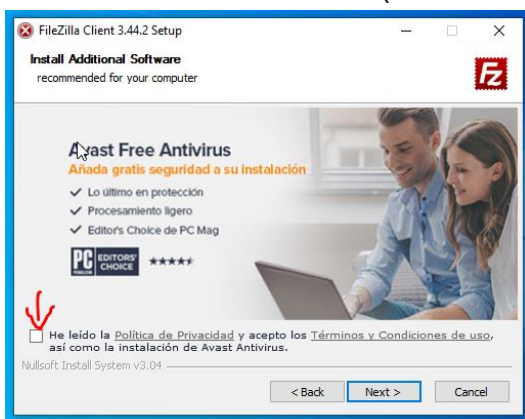 FileZilla Client 3.44.2 Setup
Install Additional Software
recommended for your computer
Fz
Avast Free Antivirus
Añada gratis seguridad a su instalación
Lo último en protección
Procesamiento ligero
Editor's Choice de PC Mag
PC EDITORS' CHOICE
He leído la Política de Privacidad y acepto los Términos y Condiciones de uso,
así como la instalación de Avast Antivirus.
Nullsoft Install System v3.04
< Back Next > Cancel